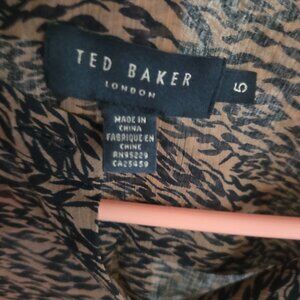 TED BAKER
LONDON
5
MADE IN
CHINA
FABRIQUE EN
CHINE
RN95229
CA25459